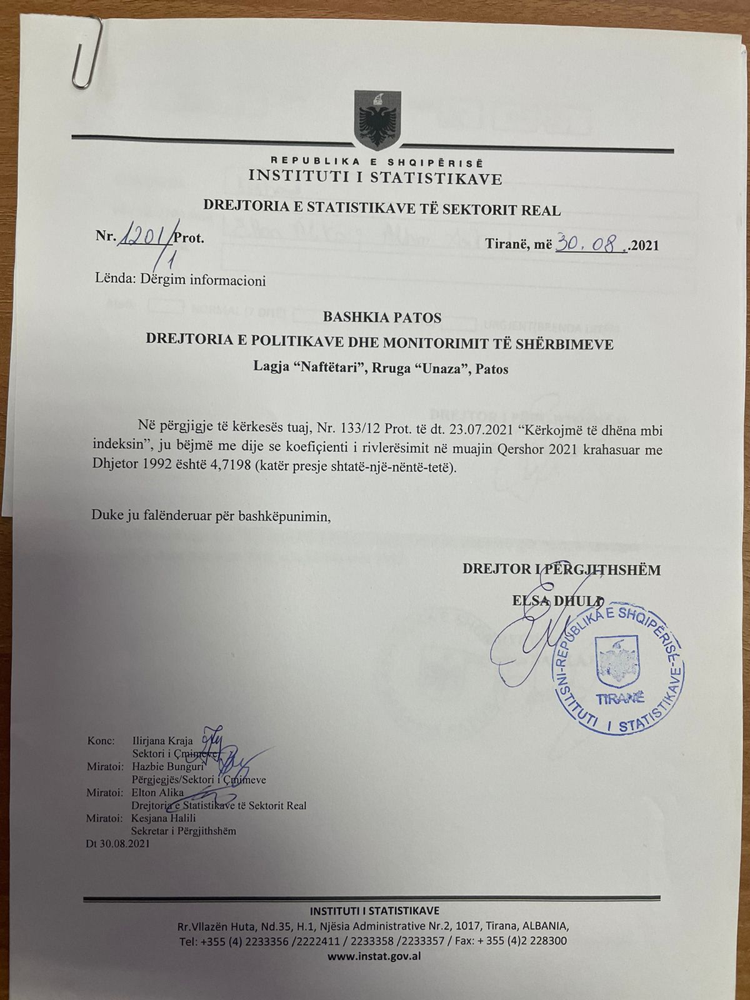 REPUBLIKA E SHQIPËRISË
INSTITUTI I STATISTIKAVE
DREJTORIA E STATISTIKAVE TË SEKTORIT REAL
Nr. 1201/1 Prot.
Tiranë, më 30.08..2021
Lënda: Dërgim informacioni
BASHKIA PATOS
DREJTORIA E POLITIKAVE DHE MONITORIMIT TË SHËRBIMEVE
Lagja “Naftëtari”, Rruga “Unaza”, Patos
Në përgjigje të kërkesës tuaj, Nr. 133/12 Prot. të dt. 23.07.2021 “Kërkojmë të dhëna mbi
indeksin”, ju bëjmë me dije se koefiçienti i rivlerësimit në muajin Qershor 2021 krahasuar me
Dhjetor 1992 është 4,7198 (katër presje shtatë-një-nëntë-tetë).
Duke ju falënderuar për bashkëpunimin,
DREJTOR I PËRGJITHSHËM
ELSA DHULI
INSTITUTI I STATISTIKAVE-REPUBLIKA E SHQIPËRISË-
TIRANË
Konc: Ilirjana Kraja
Sektori i Çmimeve
Miratoi: Hazbie Bunguri
Përgjegjës/Sektori i Çmimeve
Miratoi: Elton Alika
Drejtoria e Statistikave të Sektorit Real
Miratoi: Kesjana Halili
Sekretar i Përgjithshëm
Dt 30.08.2021
INSTITUTI I STATISTIKAVE
Rr.Vllazën Huta, Nd.35, H.1, Njësia Administrative Nr.2, 1017, Tirana, ALBANIA,
Tel: +355 (4) 2233356 /2222411 / 2233358 /2233357 / Fax: + 355 (4)2 228300
www.instat.gov.al